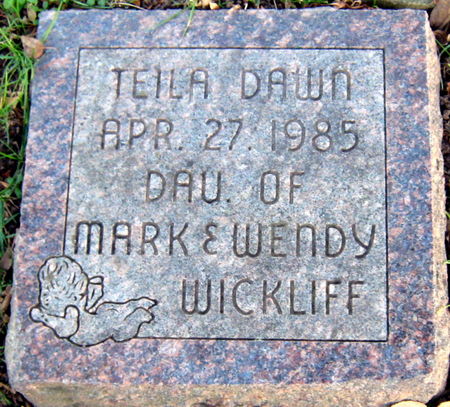 TEILA DAWN
APR. 27. 1985
DAU. OF
MARK & WENDY
WICKLIFF